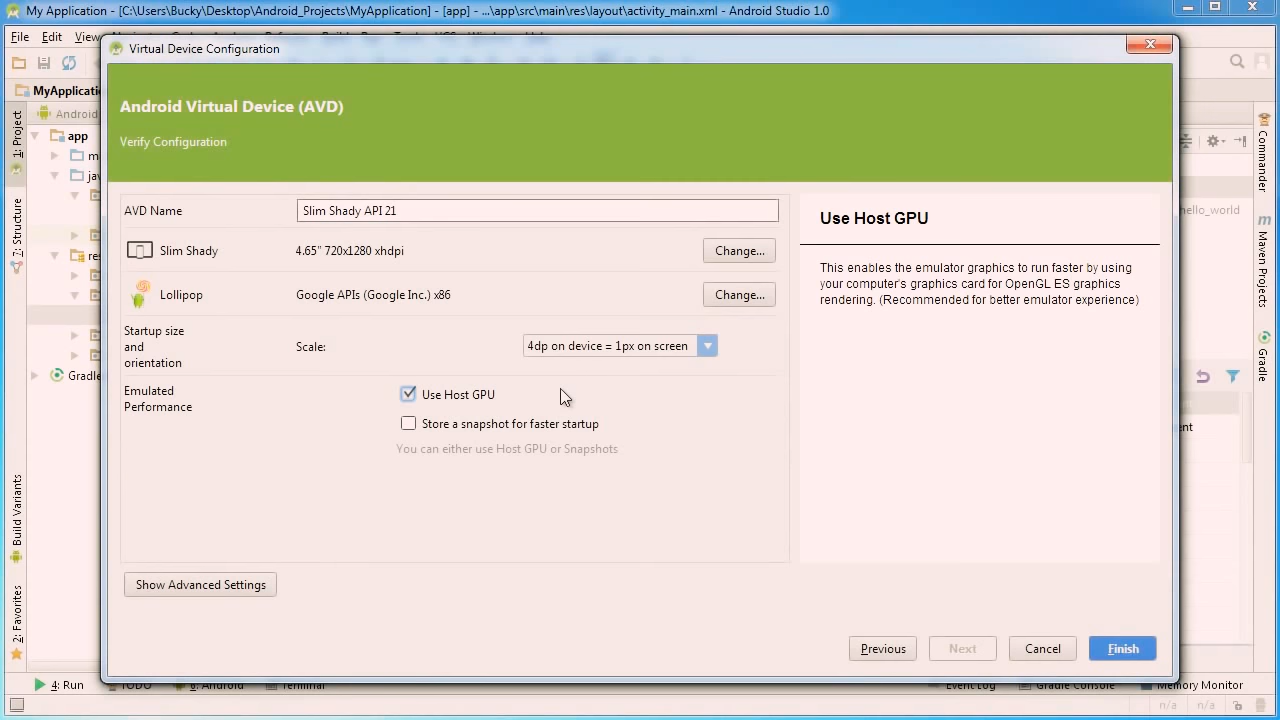 My Application - [C:\Users\Bucky\Desktop\Android_Projects\MyApplication] - [app] - ...\app\src\main\res\layout\activity_main.xml - Android Studio 1.0
File Edit View
Virtual Device Configuration
MyApplicatio
Android
1: Project
app
Android Virtual Device (AVD)
Verify Configuration
AVD Name
Slim Shady API 21
Slim Shady
4.65" 720x1280 xhdpi
Change...
Lollipop
Google APIs (Google Inc.) x86
Change...
Startup size
and
orientation
Scale:
4dp on device = 1px on screen
Emulated
Performance
Use Host GPU
Store a snapshot for faster startup
You can either use Host GPU or Snapshots
Use Host GPU
This enables the emulator graphics to run faster by using
your computer's graphics card for OpenGL ES graphics
rendering. (Recommended for better emulator experience)
Show Advanced Settings
Previous
Next
Cancel
Finish
7: Structure
Gradle
Build Variants
2: Favorites
Commander
Maven Projects
Gradle
hello_world
4: Run
TODO
6: Android
Terminal
Event Log
Gradle Console
Memory Monitor
n/a
n/a